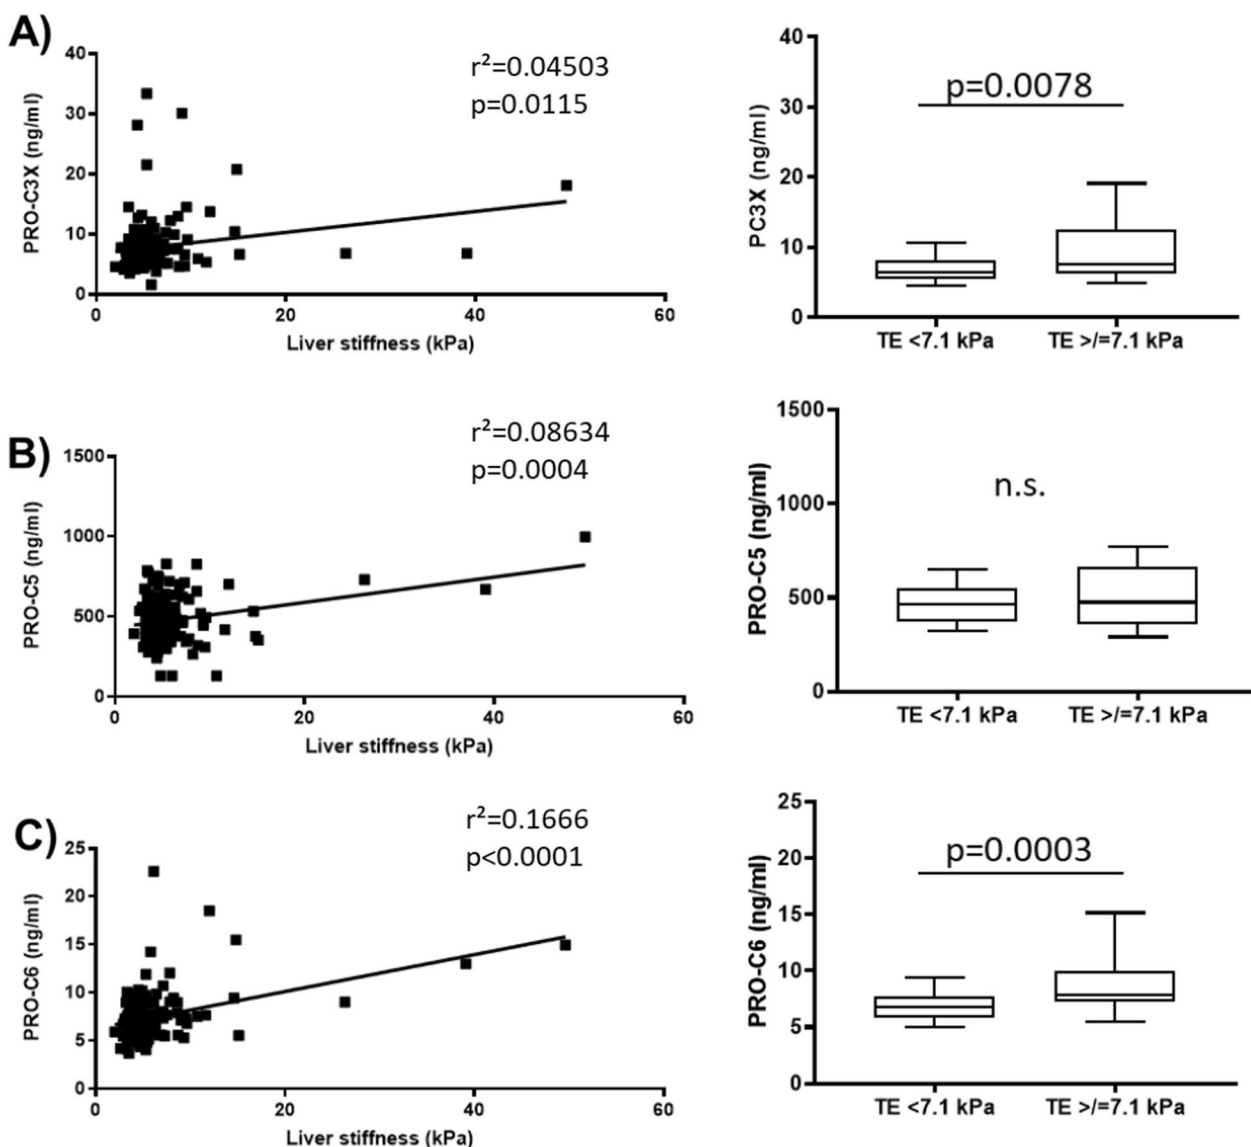 A)
r²=0.04503
p=0.0115
PRO-C3X (ng/ml)
40
30
20
10
0
0 20 40 60
Liver stiffness (kPa)
p=0.0078
PC3X (ng/ml)
40
30
20
10
0
TE <7.1 kPa TE >/=7.1 kPa
B)
r²=0.08634
p=0.0004
PRO-C5 (ng/ml)
1500
1000
500
0
0 20 40 60
Liver stiffness (kPa)
n.s.
PRO-C5 (ng/ml)
1500
1000
500
0
TE <7.1 kPa TE >/=7.1 kPa
C)
r²=0.1666
p<0.0001
PRO-C6 (ng/ml)
25
20
15
10
5
0
0 20 40 60
Liver stiffness (kPa)
p=0.0003
PRO-C6 (ng/ml)
25
20
15
10
5
0
TE <7.1 kPa TE >/=7.1 kPa